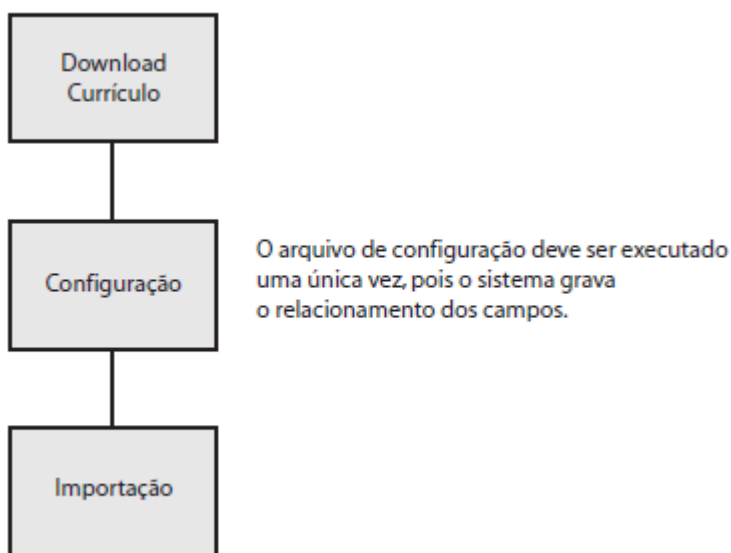 Download
Currículo
Configuração
O arquivo de configuração deve ser executado
uma única vez, pois o sistema grava
o relacionamento dos campos.
Importação